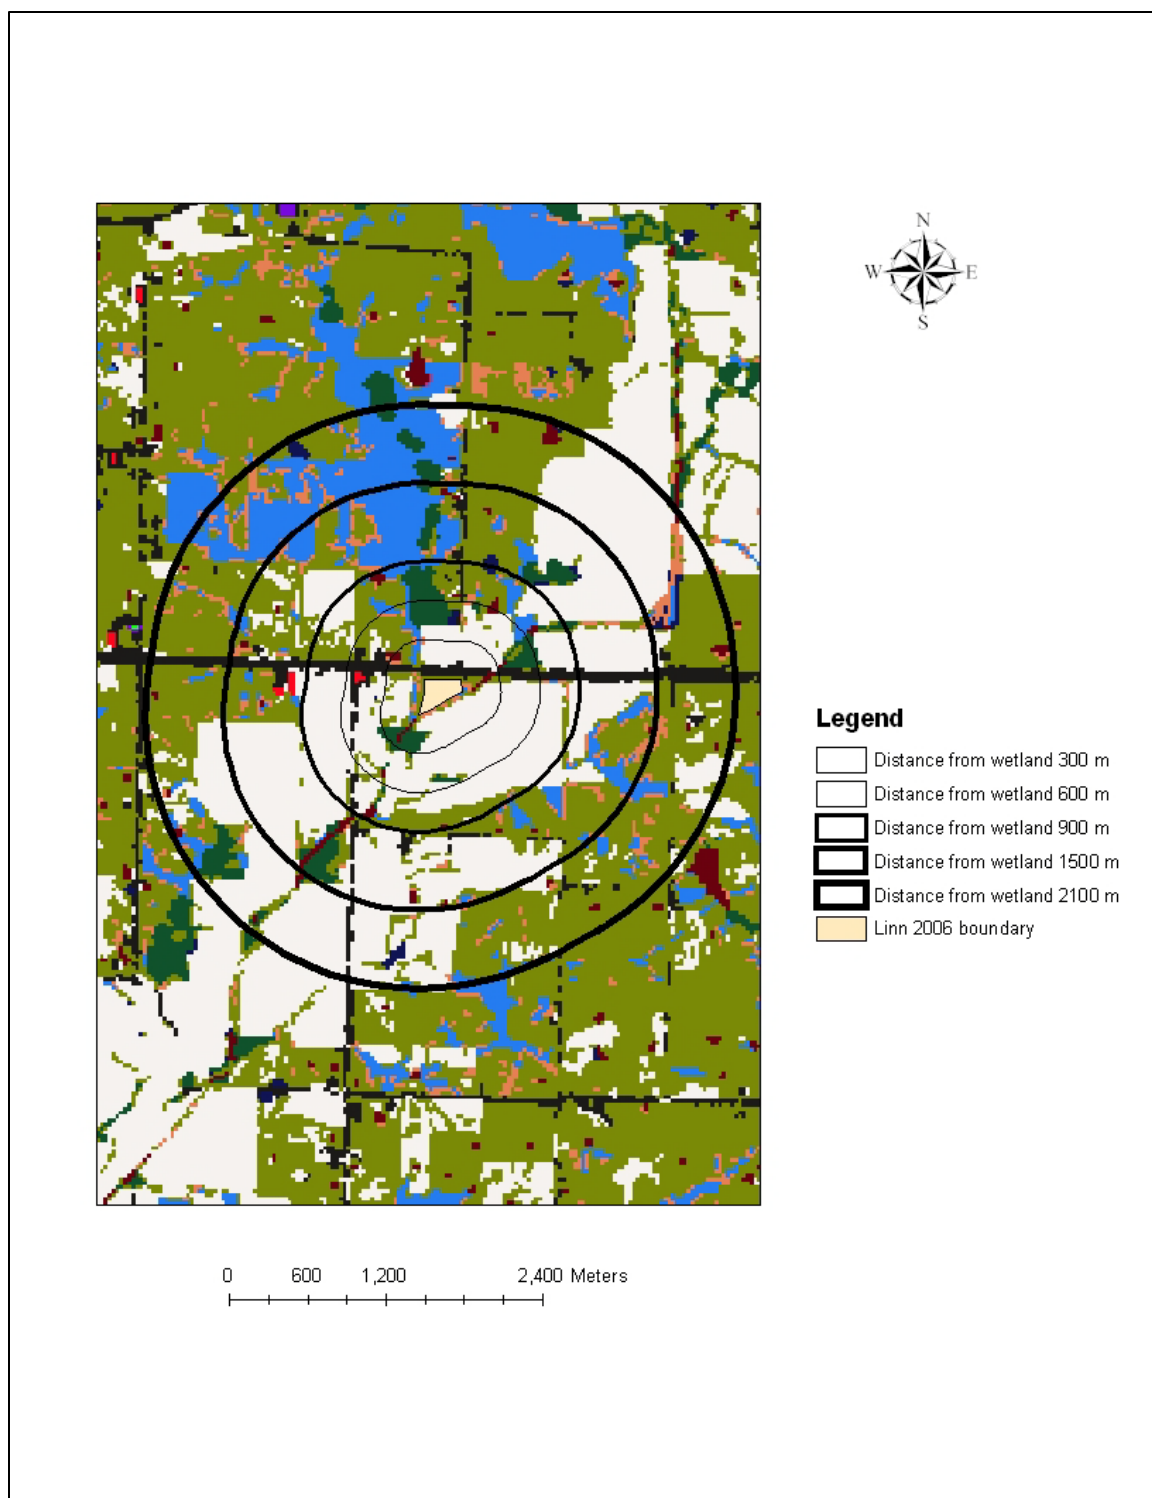 N
W E
S
Legend
Distance from wetland 300 m
Distance from wetland 600 m
Distance from wetland 900 m
Distance from wetland 1500 m
Distance from wetland 2100 m
Linn 2006 boundary
0 600 1,200 2,400 Meters